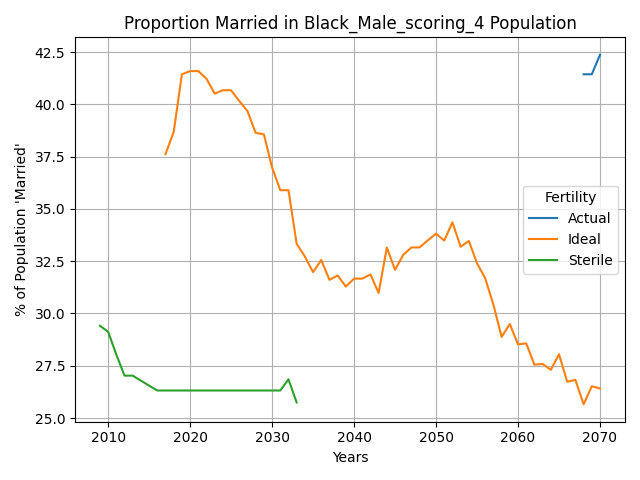 Proportion Married in Black_Male_scoring_4 Population
42.5
40.0
37.5
35.0
32.5
30.0
27.5
25.0
% of Population 'Married'
Fertility
Actual
Ideal
Sterile
2010 2020 2030 2040 2050 2060 2070
Years